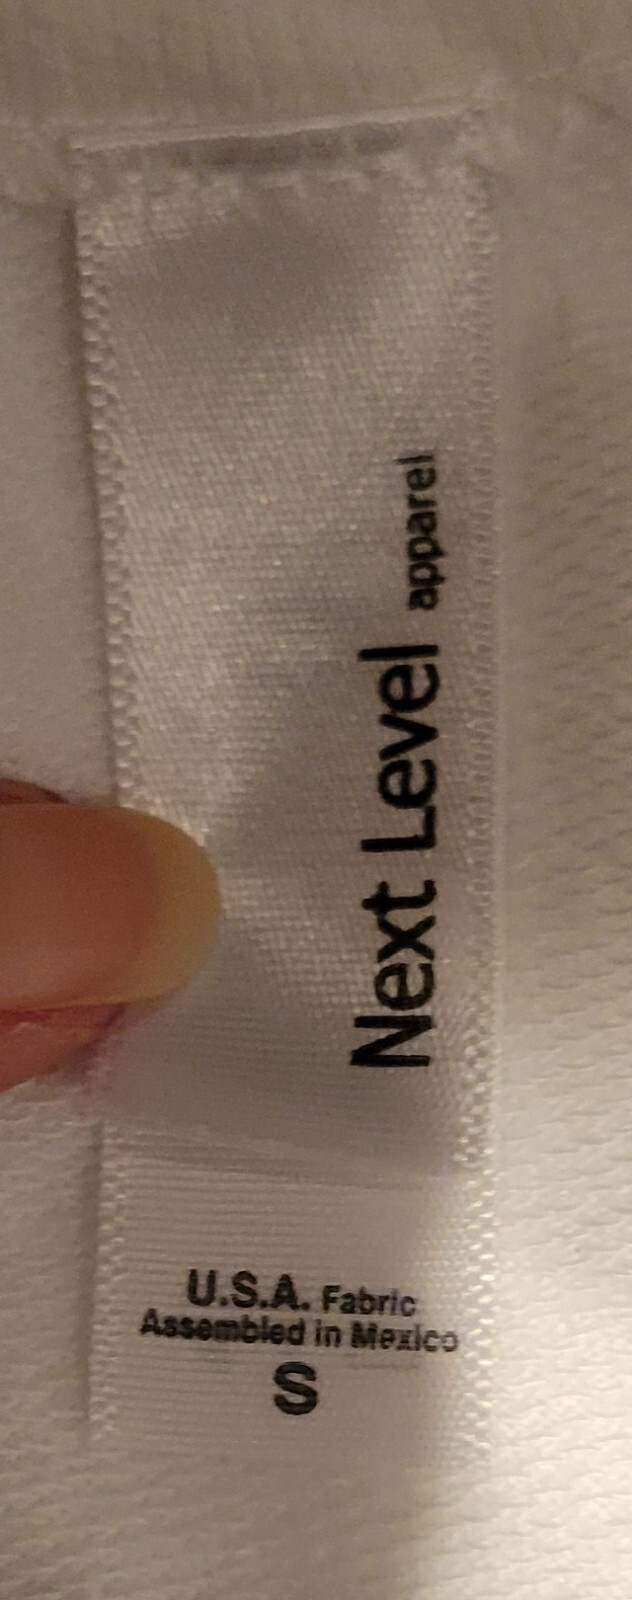 Next Level apparel
U.S.A. Fabric
Assembled in Mexico
S